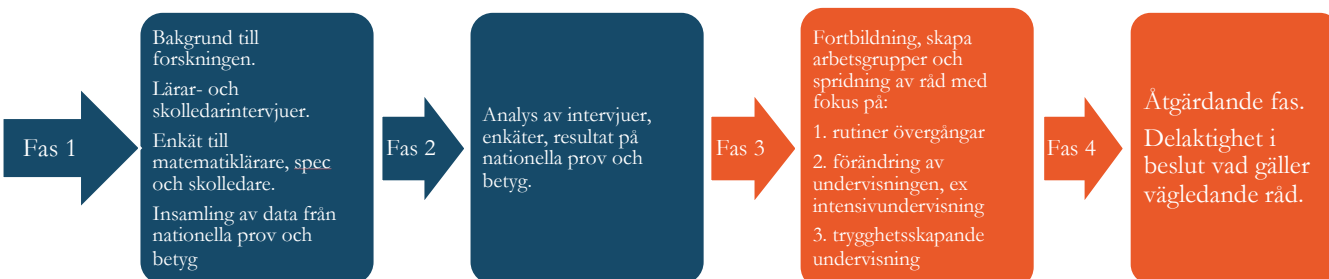 Fas 1
Bakgrund till
forskningen.
Lärar- och
skolledarintervjuer.
Enkät till
matematiklärare, spec
och skolledare.
Insamling av data från
nationella prov och
betyg
Fas 2
Analys av intervjuer,
enkäter, resultat på
nationella prov och
betyg.
Fas 3
Fortbildning, skapa
arbetsgrupper och
spridning av råd med
fokus på:
1. rutiner övergångar
2. förändring av
undervisningen, ex
intensivundervisning
3. trygghetsskapande
undervisning
Fas 4
Åtgärdande fas.
Delaktighet i
beslut vad gäller
vägledande råd.